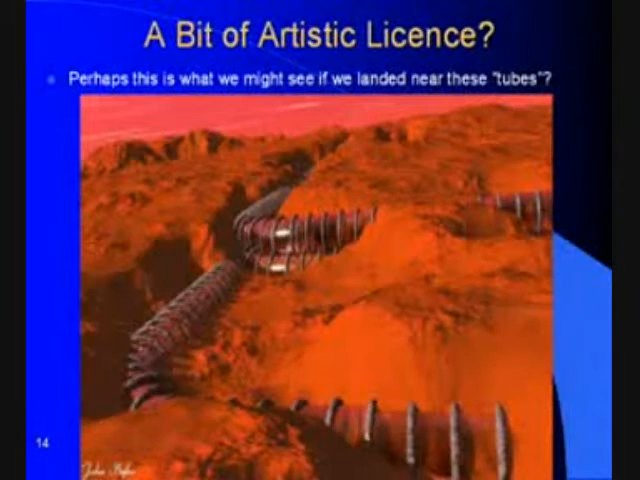 A Bit of Artistic Licence?
Perhaps this is what we might see if we landed near these "tubes"?
14